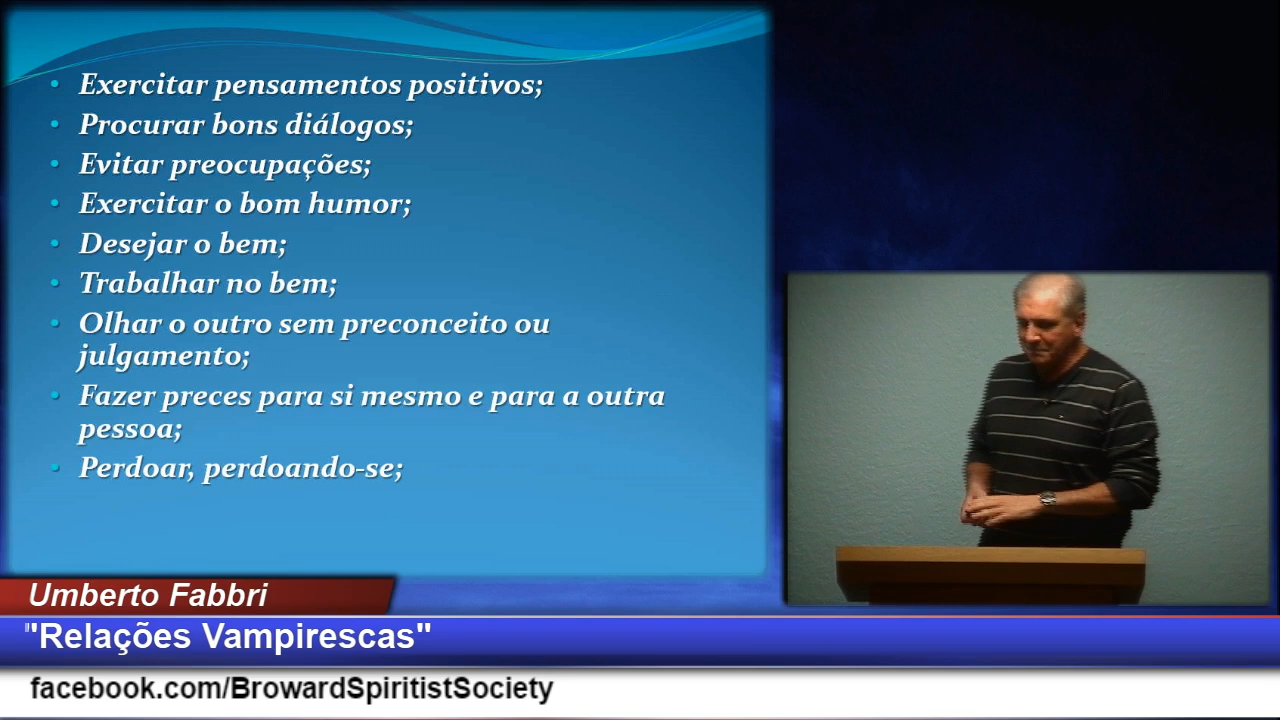 • Exercitar pensamentos positivos;
• Procurar bons diálogos;
• Evitar preocupações;
• Exercitar o bom humor;
• Desejar o bem;
• Trabalhar no bem;
• Olhar o outro sem preconceito ou
julgamento;
• Fazer preces para si mesmo e para a outra
pessoa;
• Perdoar, perdoando-se;
Umberto Fabbri
"Relações Vampirescas"
facebook.com/BrowardSpiritistSociety